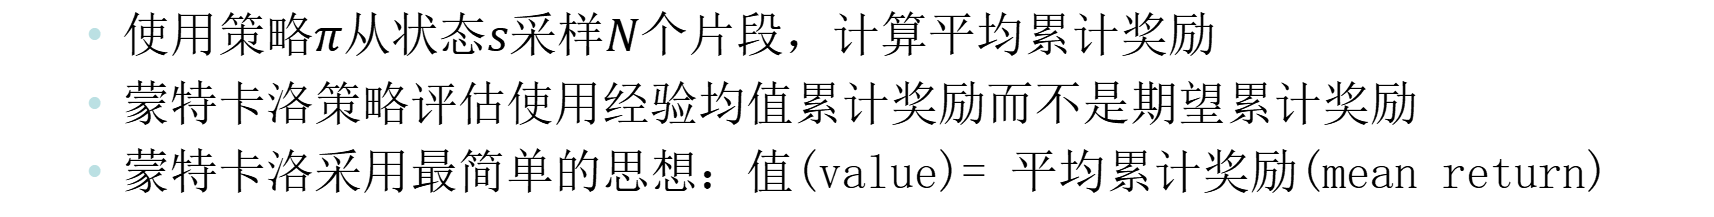 • 使用策略π从状态s采样N个片段，计算平均累计奖励
• 蒙特卡洛策略评估使用经验均值累计奖励而不是期望累计奖励
• 蒙特卡洛采用最简单的思想：值(value)= 平均累计奖励(mean return)